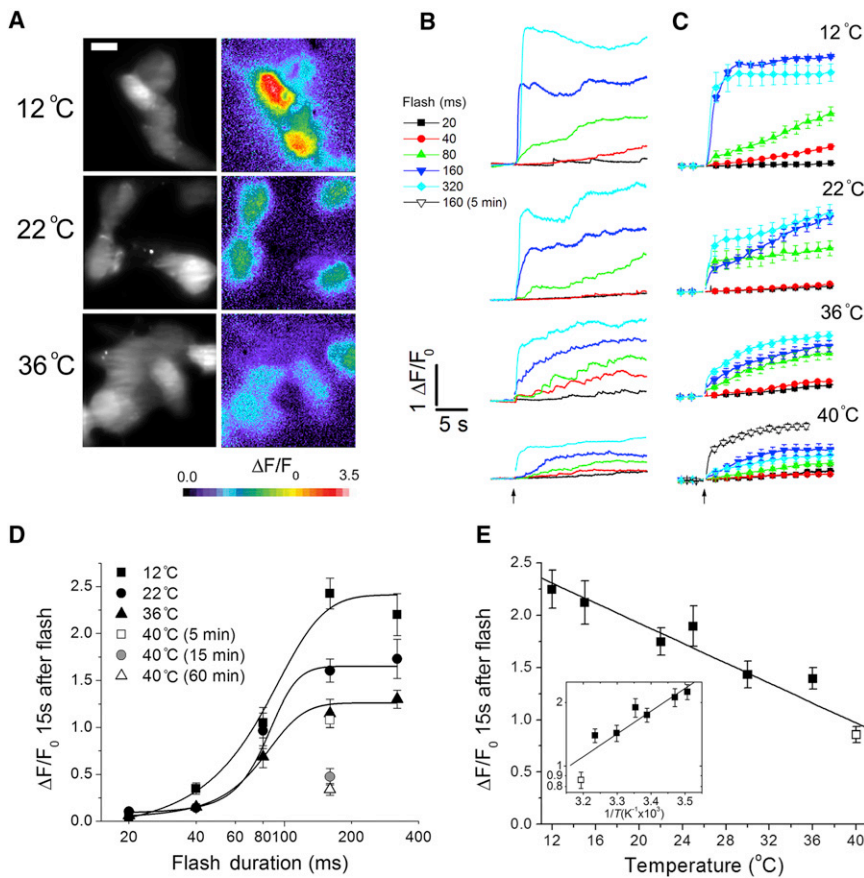 A
12 °C
22 °C
36 °C
ΔF/F0
0.0 0 3.5
B
Flash (ms)
20
40
80
160
320
160 (5 min)
1 ΔF/F0
5 s
C
12°C
22°C
36°C
40°C
D
ΔF/F0 15s after flash
2.5
2.0
1.5
1.0
0.5
0.0
12°C
22°C
36°C
40°C (5 min)
40°C (15 min)
40°C (60 min)
20 40 60 80 100 200 400
Flash duration (ms)
E
ΔF/F0 15s after flash
2.5
2.0
1.5
1.0
0.5
0.0
2
1
0.9
0.8
3.2 3.3 3.4 3.5
1/T(K-1x103)
12 16 20 24 28 32 36 40
Temperature (°C)